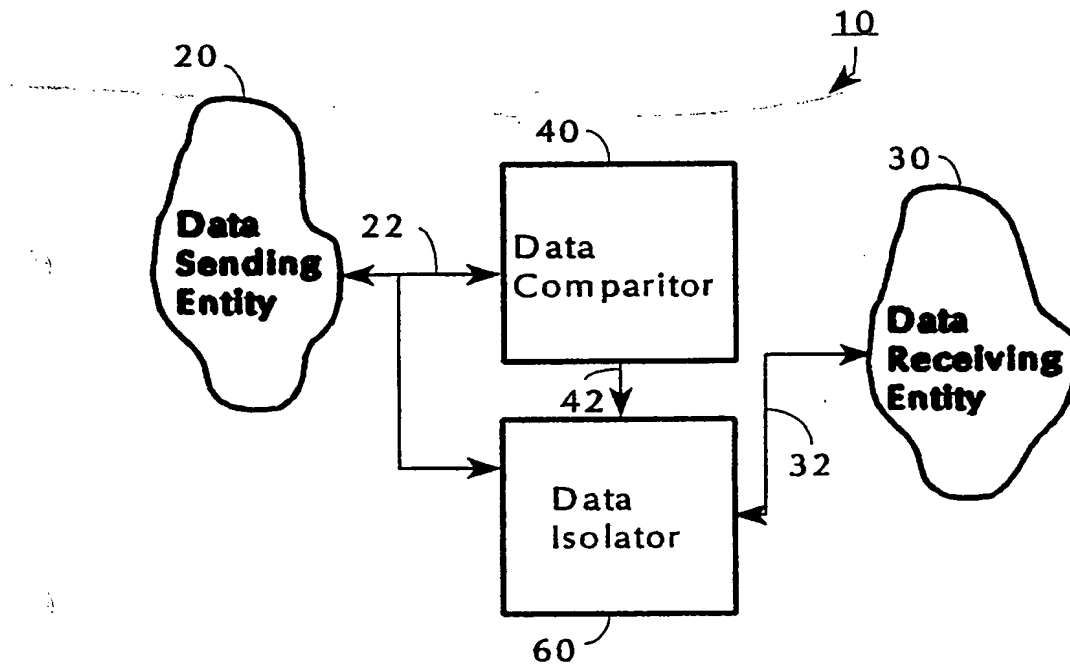 10
20
40
30
Data
Sending
Entity
22
Data
Comparitor
Data
Receiving
Entity
42
32
Data
Isolator
60